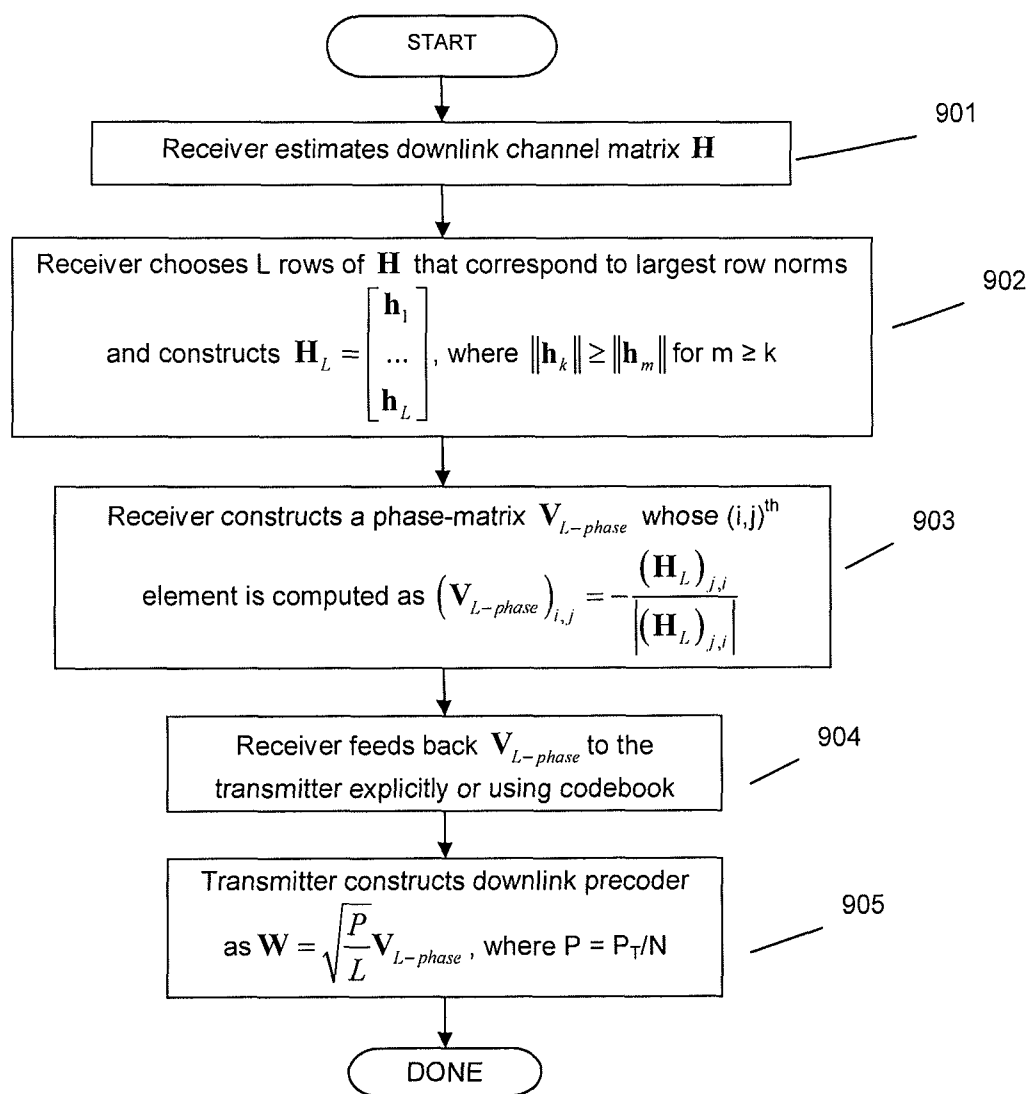 START
901
Receiver estimates downlink channel matrix H
902
Receiver chooses L rows of H that correspond to largest row norms
and constructs H_L = [h_1 ... h_L], where ‖h_k‖ ≥ ‖h_m‖ for m ≥ k
903
Receiver constructs a phase-matrix V_{L-phase} whose (i,j)^th
element is computed as (V_{L-phase})_{i,j} = -(H_L)_{j,i} / |(H_L)_{j,i}|
904
Receiver feeds back V_{L-phase} to the
transmitter explicitly or using codebook
905
Transmitter constructs downlink precoder
as W = √(P/L) V_{L-phase}, where P = P_T/N
DONE